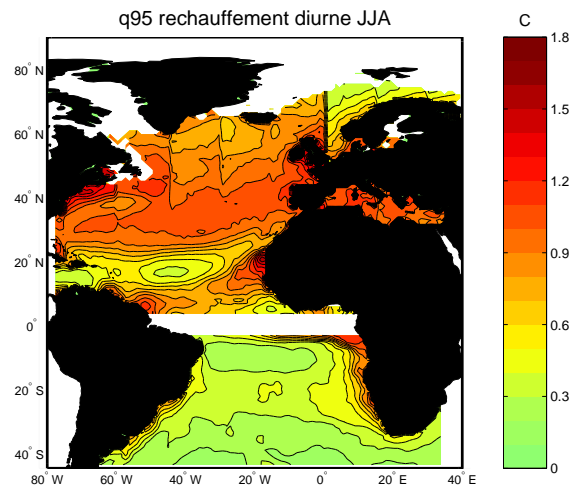 q95 rechauffement diurne JJA
C
80° N
60° N
40° N
20° N
0°
20° S
40° S
80° W
60° W
40° W
20° W
0°
20° E
40° E
1.8
1.5
1.2
0.9
0.6
0.3
0